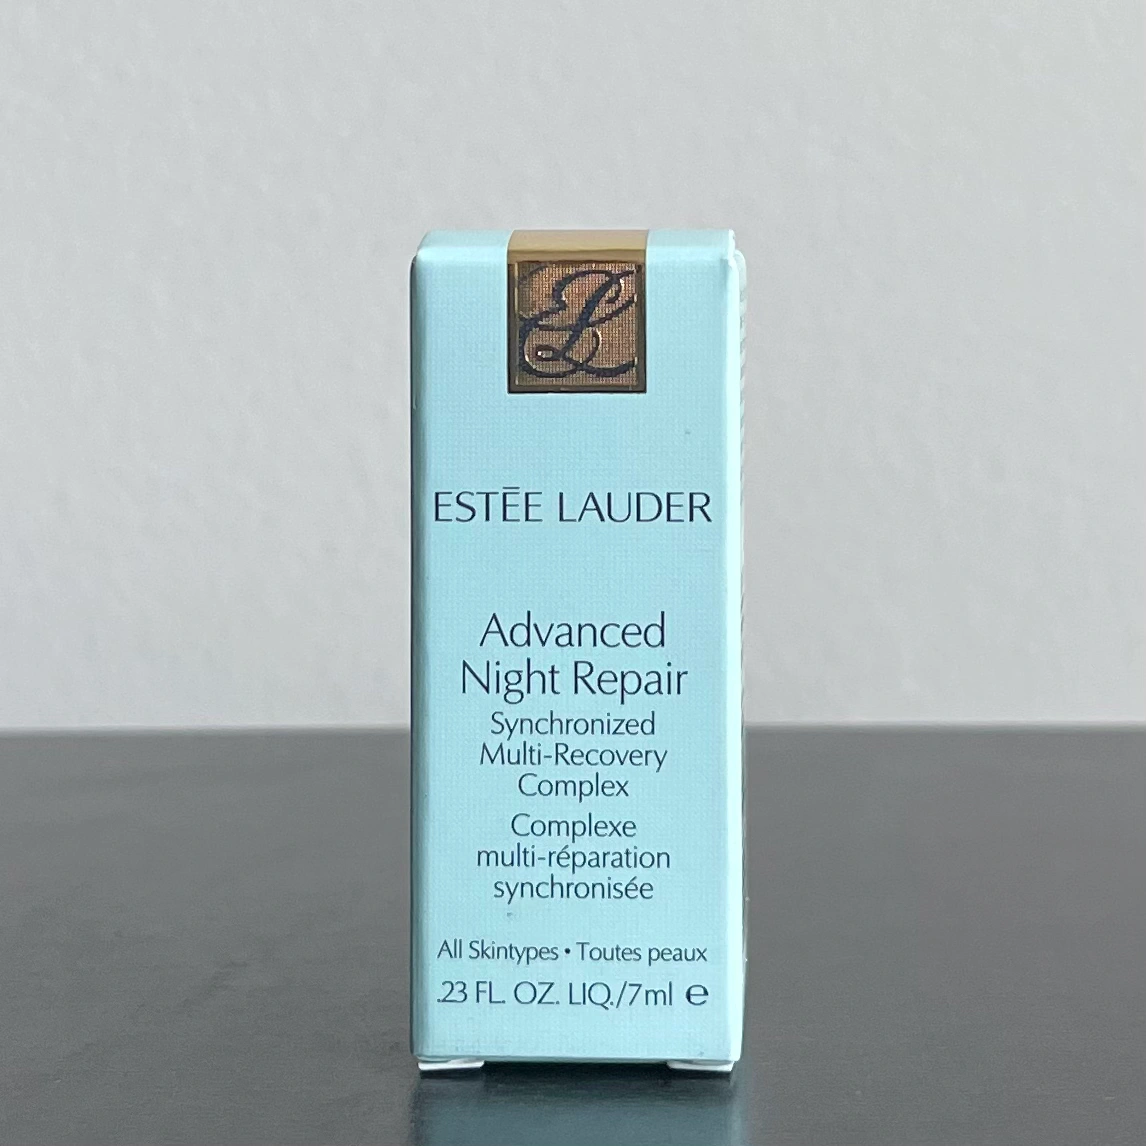 EL
ESTĒE LAUDER
Advanced
Night Repair
Synchronized
Multi-Recovery
Complex
Complexe
multi-réparation
synchronisée
All Skintypes • Toutes peaux
.23 FL. OZ. LIQ./7ml ℮